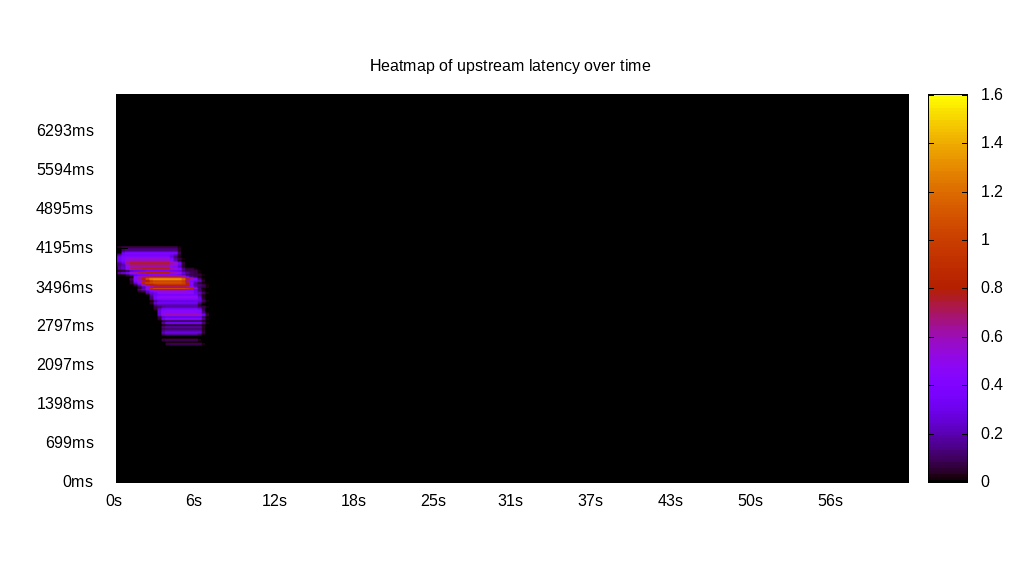 Heatmap of upstream latency over time
6293ms
5594ms
4895ms
4195ms
3496ms
2797ms
2097ms
1398ms
699ms
0ms
0s 6s 12s 18s 25s 31s 37s 43s 50s 56s
1.6
1.4
1.2
1
0.8
0.6
0.4
0.2
0